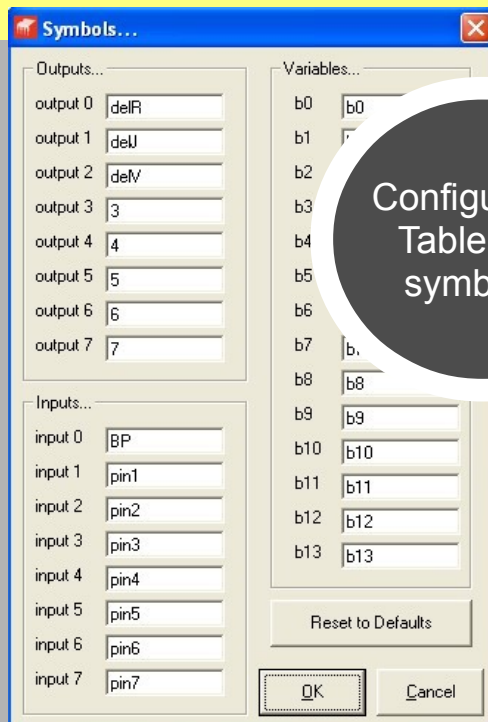 Symbols...
Outputs...
output 0 delR
output 1 delJ
output 2 delV
output 3 3
output 4 4
output 5 5
output 6 6
output 7 7
Inputs...
input 0 BP
input 1 pin1
input 2 pin2
input 3 pin3
input 4 pin4
input 5 pin5
input 6 pin6
input 7 pin7
Variables...
b0 b0
b1
b2
b3
b4
b5
b6
b7
b8 b8
b9 b9
b10 b10
b11 b11
b12 b12
b13 b13
Reset to Defaults
OK Cancel
Table